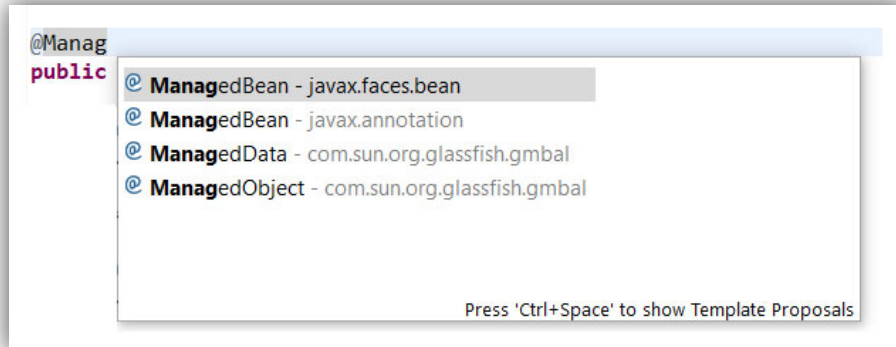 @Manag
public
@ ManagedBean - javax.faces.bean
@ ManagedBean - javax.annotation
@ ManagedData - com.sun.org.glassfish.gmbal
@ ManagedObject - com.sun.org.glassfish.gmbal
Press 'Ctrl+Space' to show Template Proposals